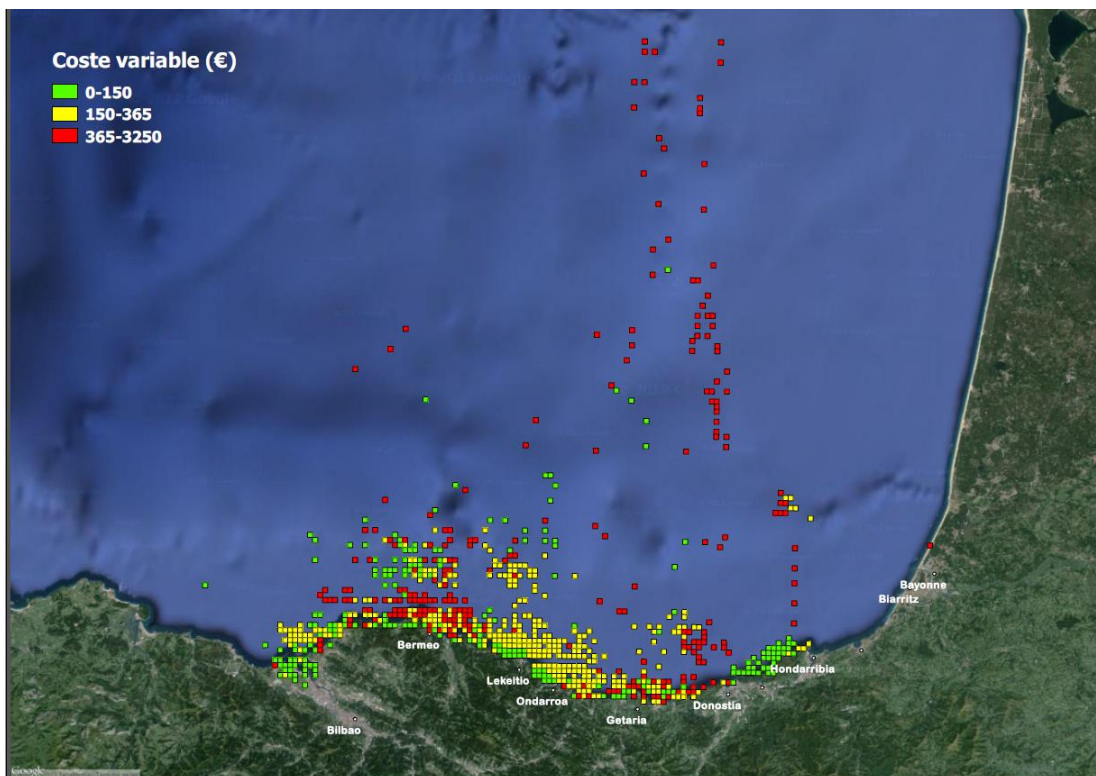 Coste variable (€)
0-150
150-365
365-3250
Bayonne
Biarritz
Hondarribia
Bermeo
Lekeitio
Ondarroa
Donostia
Getaria
Bilbao
Google